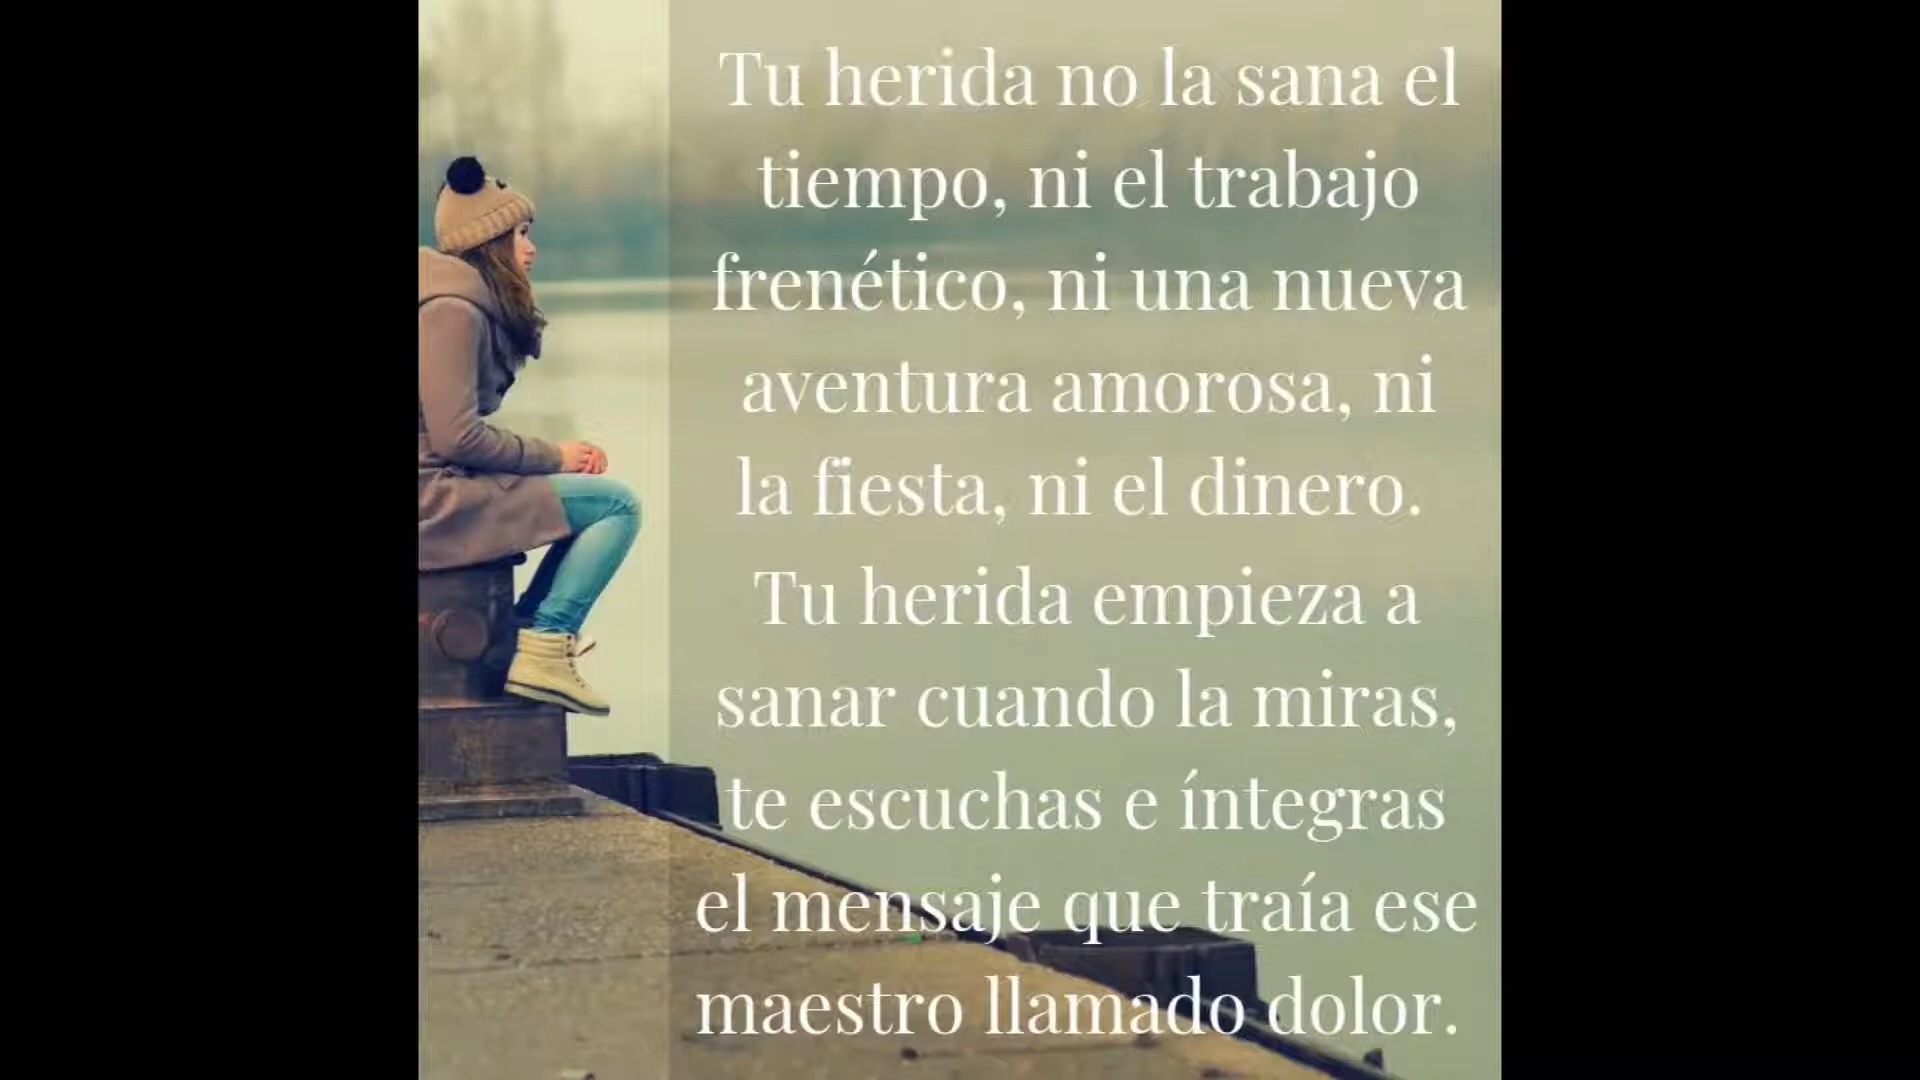 Tu herida no la sana el
tiempo, ni el trabajo
frenético, ni una nueva
aventura amorosa, ni
la fiesta, ni el dinero.
Tu herida empieza a
sanar cuando la miras,
te escuchas e íntegras
el mensaje que traía ese
maestro llamado dolor.